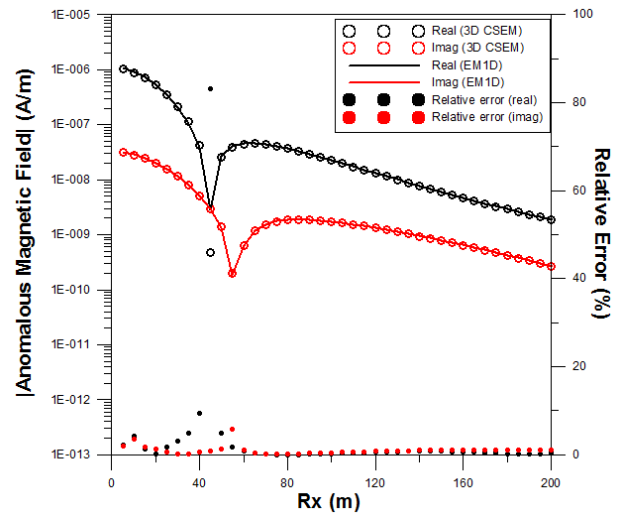 1E-005
1E-006
1E-007
1E-008
1E-009
1E-010
1E-011
1E-012
1E-013
|Anomalous Magnetic Field| (A/m)
Real (3D CSEM)
Imag (3D CSEM)
Real (EM1D)
Imag (EM1D)
Relative error (real)
Relative error (imag)
100
80
60
40
20
0
Relative Error (%)
0 40 80 120 160 200
Rx (m)